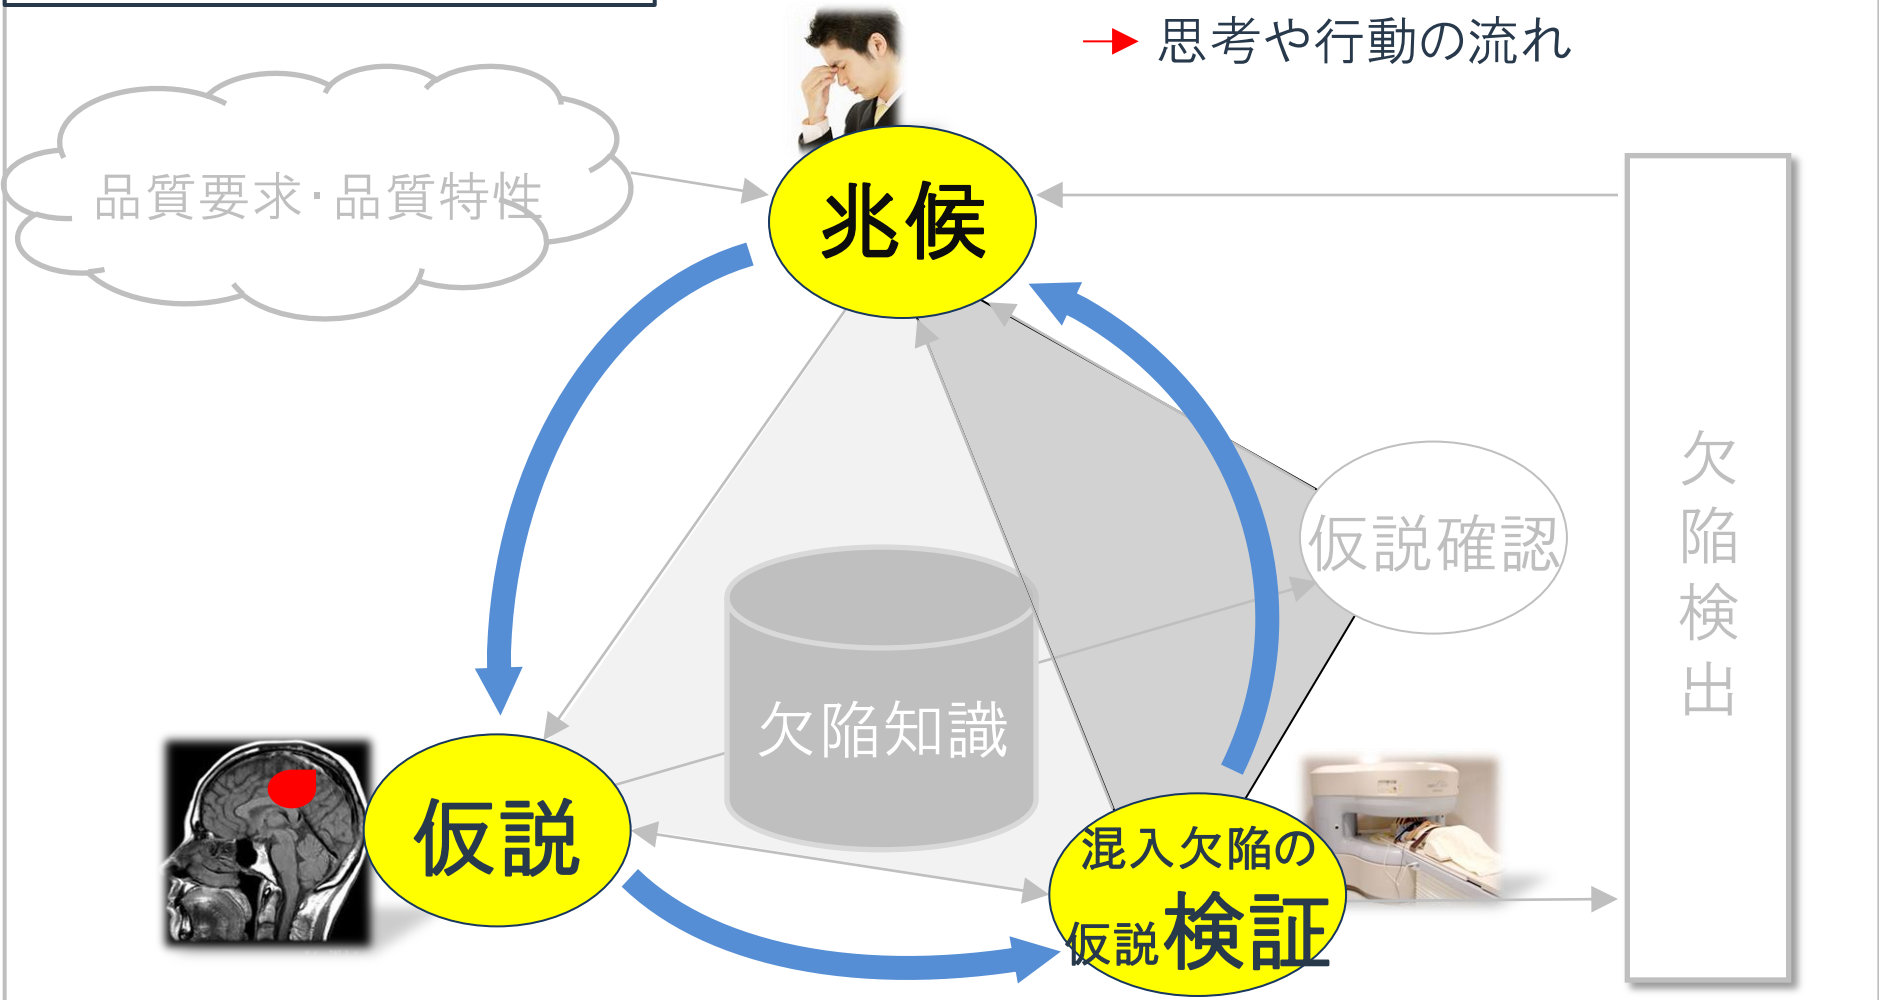 思考や行動の流れ
品質要求・品質特性
兆候
仮説確認
欠陥検出
欠陥知識
仮説
混入欠陥の
仮説検証